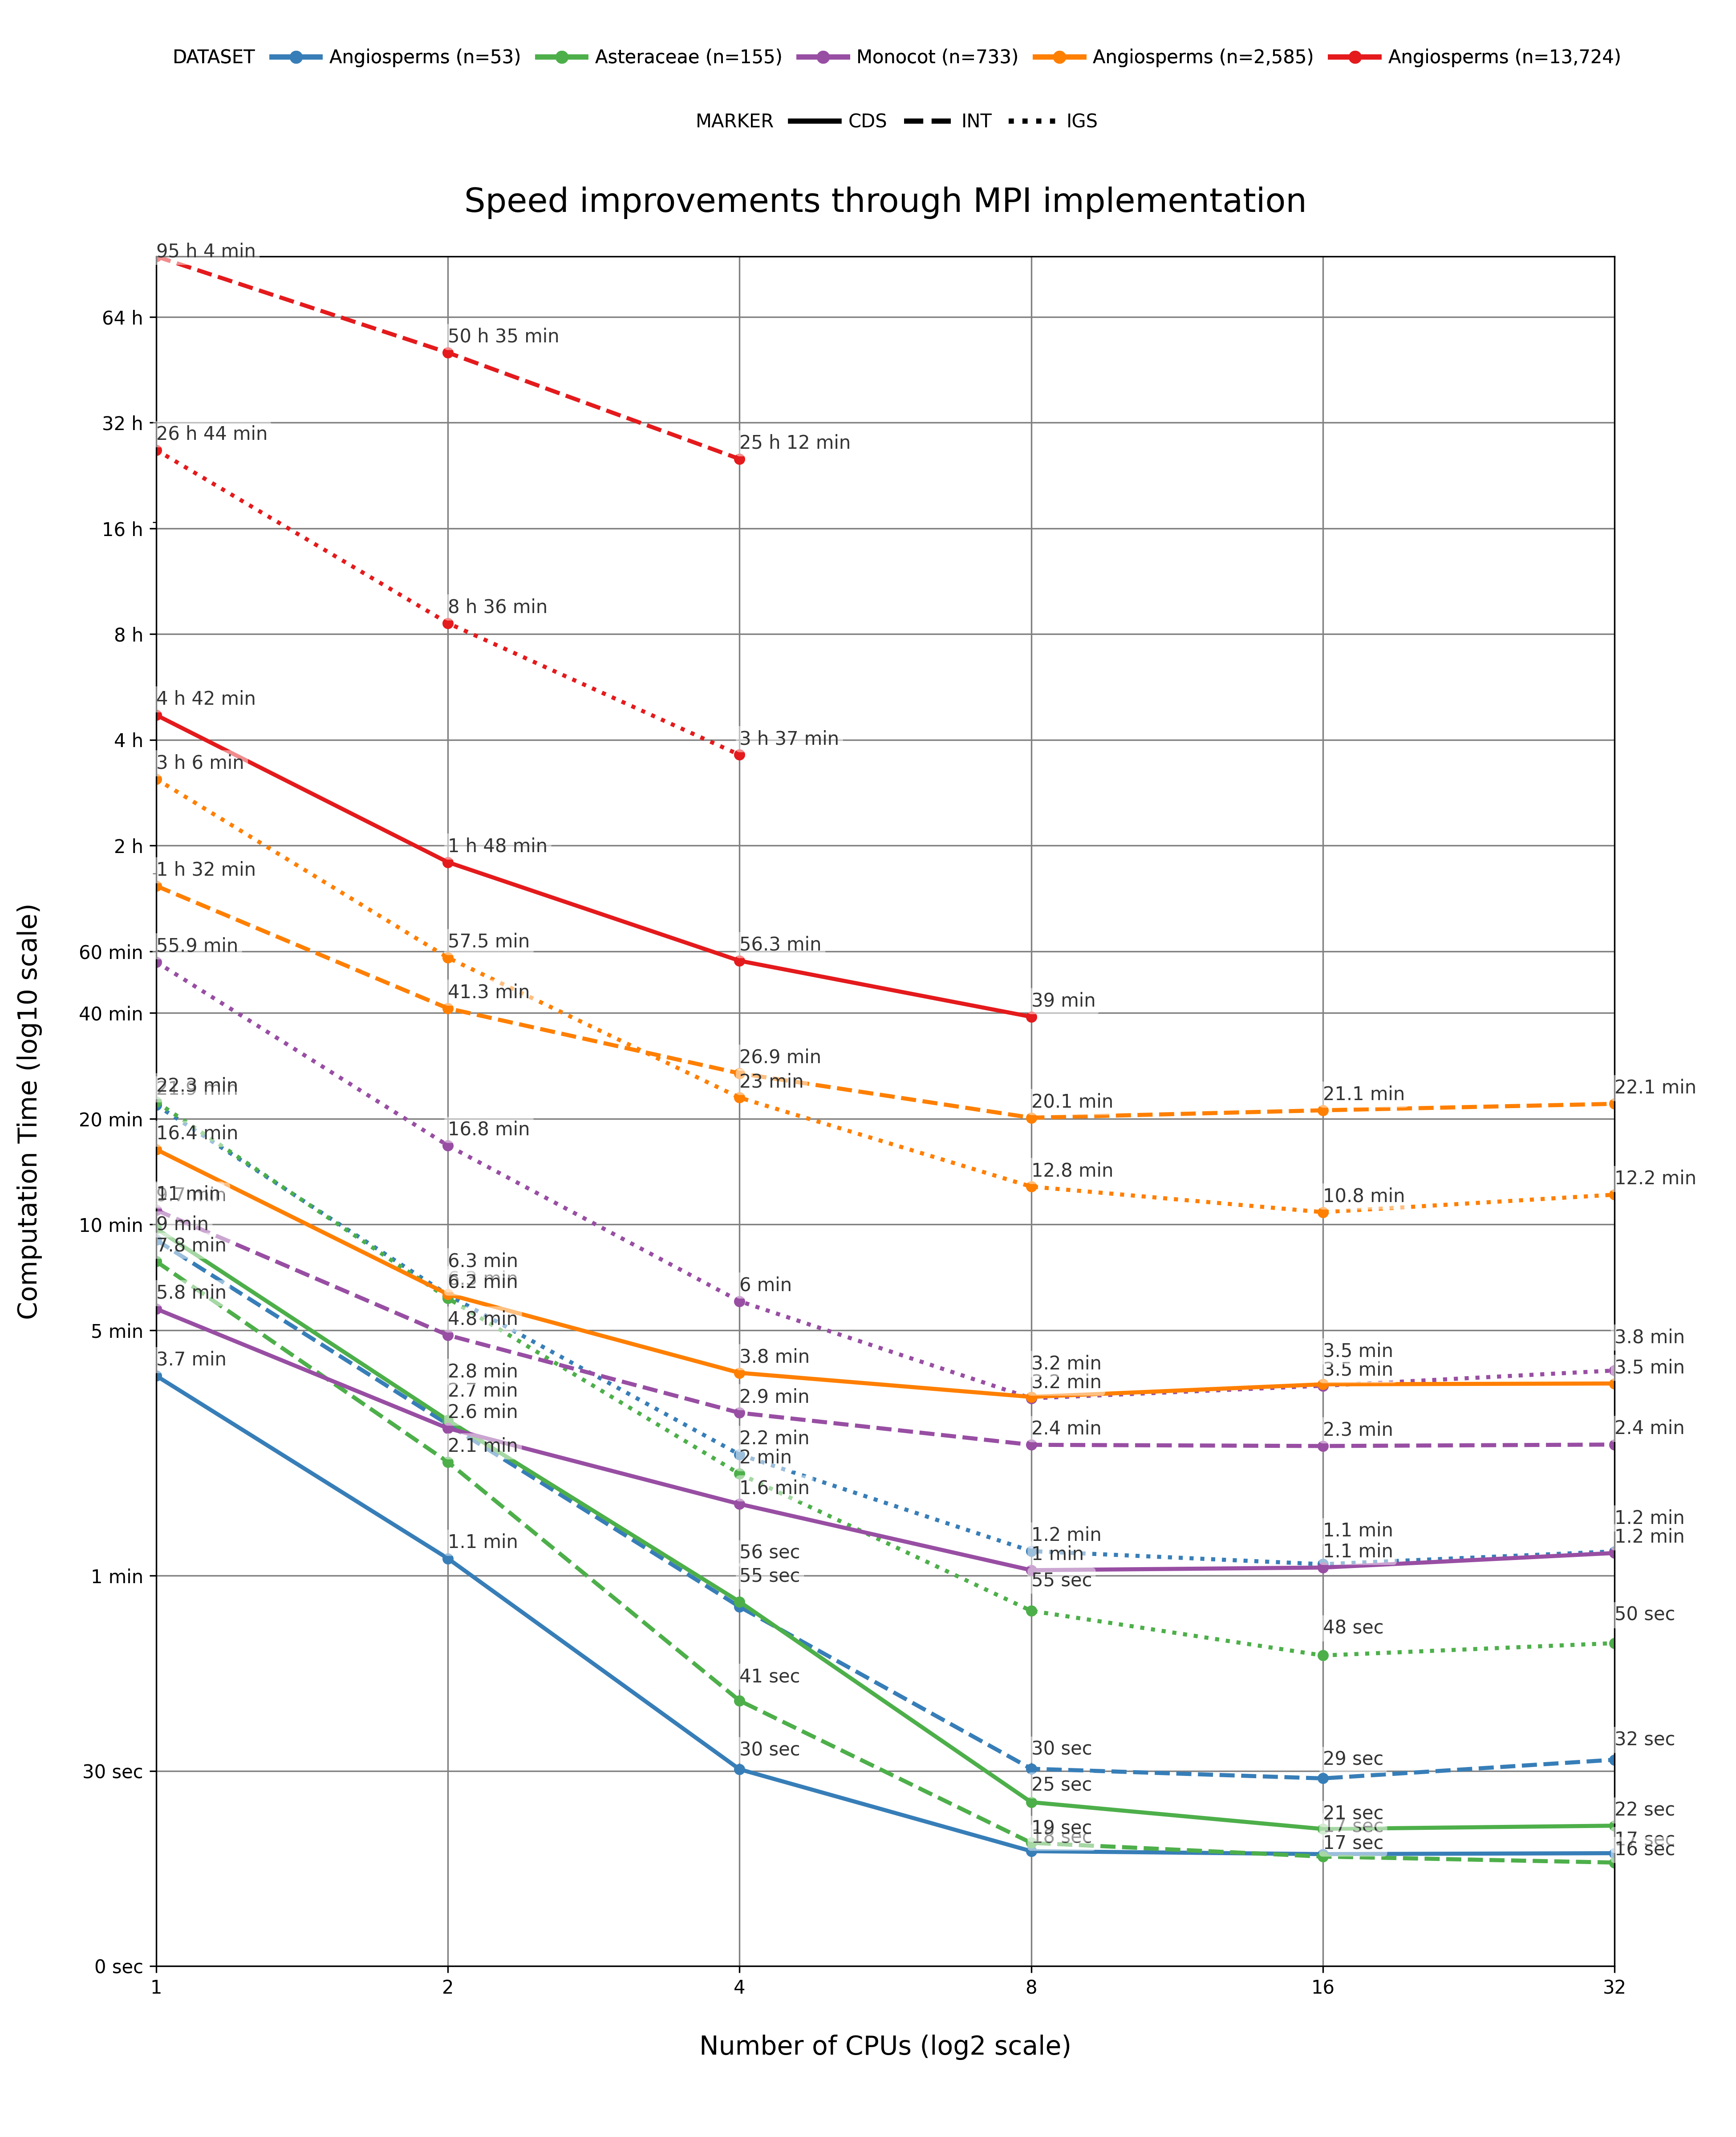 DATASET Angiosperms (n=53) Asteraceae (n=155) Monocot (n=733) Angiosperms (n=2,585) Angiosperms (n=13,724)
MARKER CDS INT IGS
Speed improvements through MPI implementation
95 h 4 min
64 h
50 h 35 min
32 h
26 h 44 min
25 h 12 min
16 h
8 h 36 min
8 h
4 h 42 min
4 h
3 h 37 min
3 h 6 min
2 h
1 h 48 min
1 h 32 min
60 min
55.9 min
57.5 min
56.3 min
39 min
41.3 min
40 min
26.9 min
23 min
22.3 min
20.1 min
21.1 min
22.1 min
20 min
16.4 min
16.8 min
12.8 min
12.2 min
10.8 min
11 min
9.7 min
10 min
9 min
7.8 min
6.3 min
6.2 min
6 min
5.8 min
4.8 min
5 min
3.7 min
3.8 min
3.2 min
3.5 min
3.8 min
3.2 min
3.5 min
3.5 min
2.8 min
2.7 min
2.6 min
2.9 min
2.4 min
2.3 min
2.4 min
2.1 min
2.2 min
2 min
1.6 min
1.1 min
1.2 min
1.1 min
1.2 min
1 min
1.1 min
1.2 min
56 sec
55 sec
55 sec
1 min
48 sec
50 sec
41 sec
30 sec
30 sec
29 sec
32 sec
30 sec
25 sec
21 sec
22 sec
19 sec
18 sec
17 sec
17 sec
17 sec
16 sec
0 sec
1 2 4 8 16 32
Number of CPUs (log2 scale)
Computation Time (log10 scale)